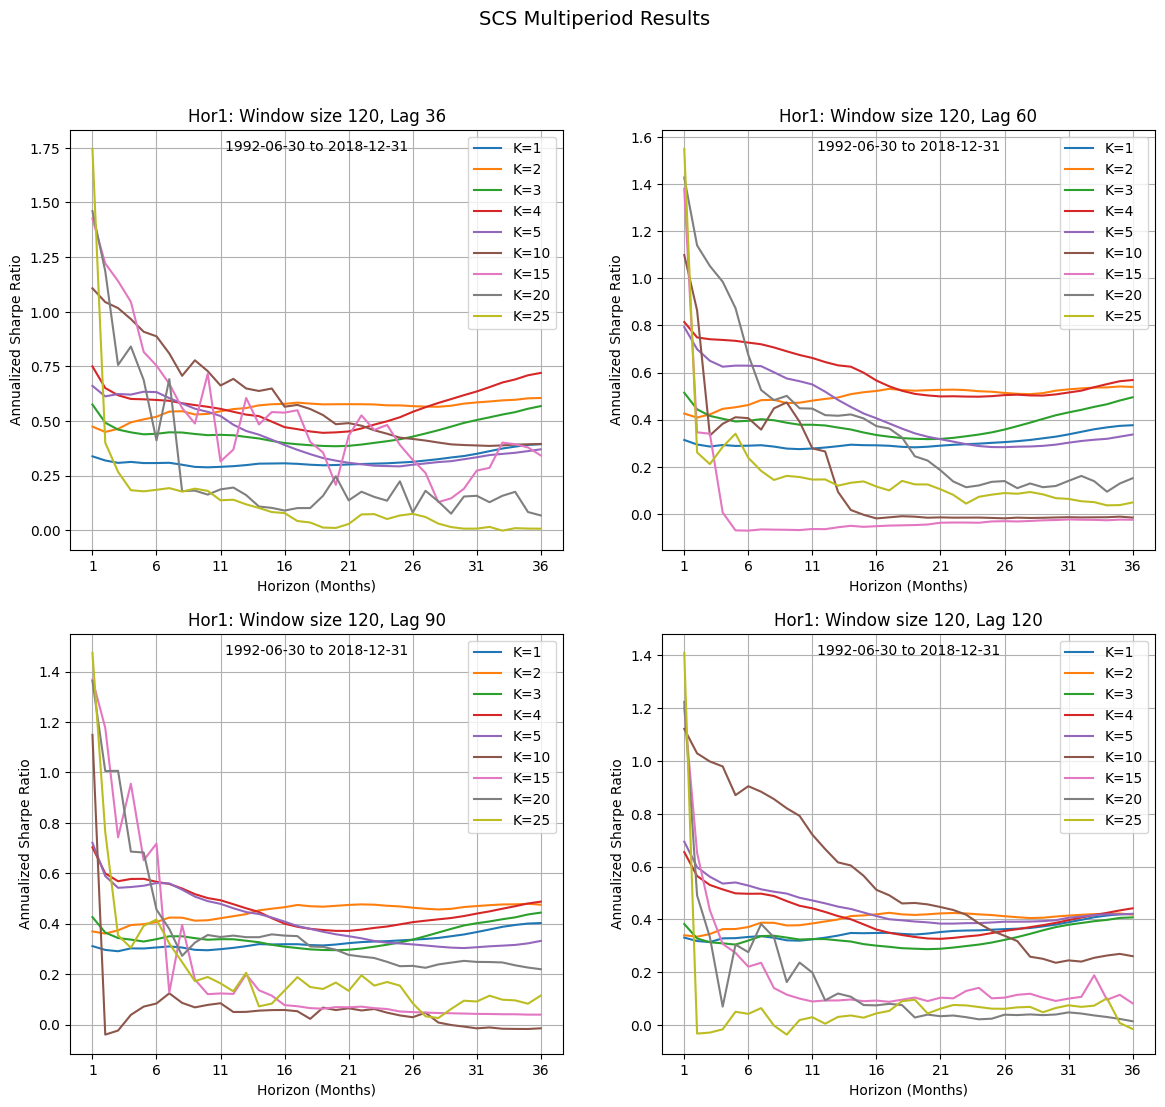 SCS Multiperiod Results
Hor1: Window size 120, Lag 36
1992-06-30 to 2018-12-31
K=1
K=2
K=3
K=4
K=5
K=10
K=15
K=20
K=25
1.75
1.50
1.25
1.00
0.75
0.50
0.25
0.00
Annualized Sharpe Ratio
1 6 11 16 21 26 31 36
Horizon (Months)
Hor1: Window size 120, Lag 60
1992-06-30 to 2018-12-31
K=1
K=2
K=3
K=4
K=5
K=10
K=15
K=20
K=25
1.6
1.4
1.2
1.0
0.8
0.6
0.4
0.2
0.0
Annualized Sharpe Ratio
1 6 11 16 21 26 31 36
Horizon (Months)
Hor1: Window size 120, Lag 90
1992-06-30 to 2018-12-31
K=1
K=2
K=3
K=4
K=5
K=10
K=15
K=20
K=25
1.4
1.2
1.0
0.8
0.6
0.4
0.2
0.0
Annualized Sharpe Ratio
1 6 11 16 21 26 31 36
Horizon (Months)
Hor1: Window size 120, Lag 120
1992-06-30 to 2018-12-31
K=1
K=2
K=3
K=4
K=5
K=10
K=15
K=20
K=25
1.4
1.2
1.0
0.8
0.6
0.4
0.2
0.0
Annualized Sharpe Ratio
1 6 11 16 21 26 31 36
Horizon (Months)